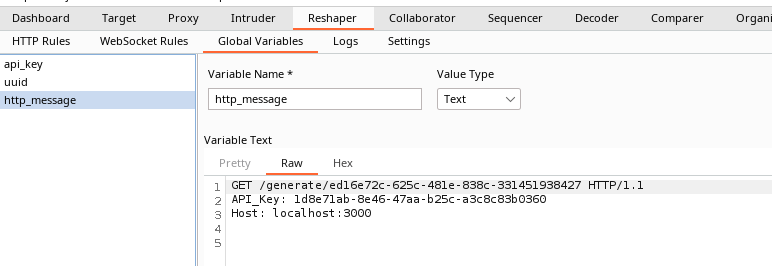 Dashboard Target Proxy Intruder Reshaper Collaborator Sequencer Decoder Comparer Organi
HTTP Rules WebSocket Rules Global Variables Logs Settings
api_key
uuid
http_message
Variable Name *
Value Type
http_message
Text
Variable Text
Pretty Raw Hex
1 GET /generate/ed16e72c-625c-481e-838c-331451938427 HTTP/1.1
2 API_Key: 1d8e71ab-8e46-47aa-b25c-a3c8c83b0360
3 Host: localhost:3000
4
5